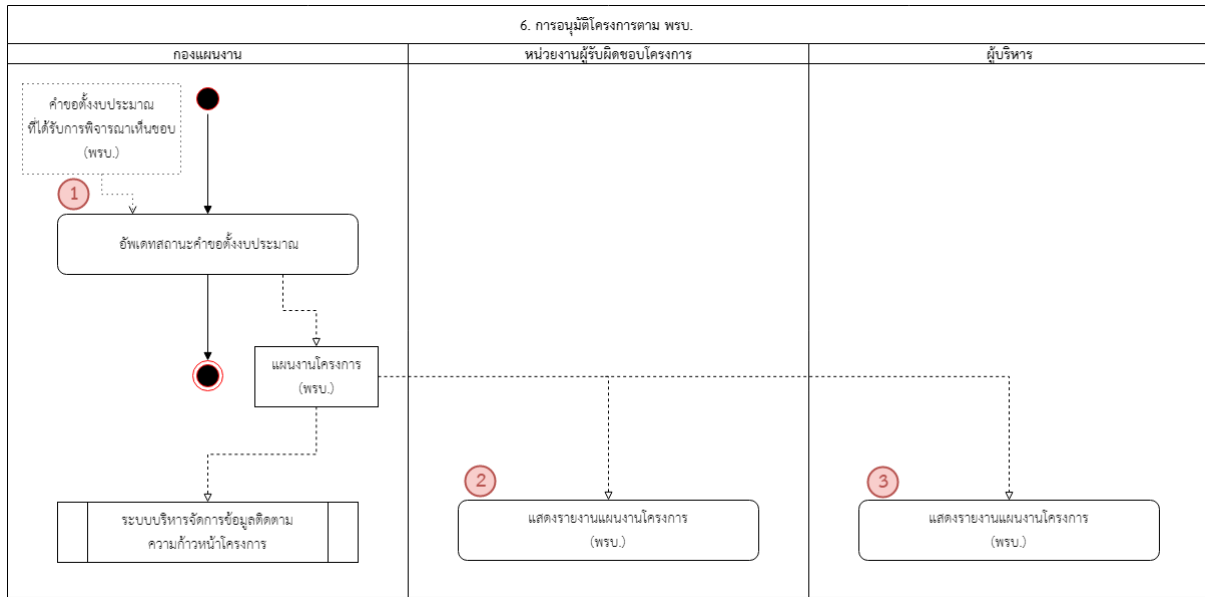 6. การอนุมัติโครงการตาม พรบ.
กองแผนงาน
หน่วยงานผู้รับผิดชอบโครงการ
ผู้บริหาร
คำขอตั้งงบประมาณ
ที่ได้รับการพิจารณาเห็นชอบ
(พรบ.)
1
อัพเดทสถานะคำขอตั้งงบประมาณ
แผนงานโครงการ
(พรบ.)
2
3
ระบบบริหารจัดการข้อมูลติดตาม
ความก้าวหน้าโครงการ
แสดงรายงานแผนงานโครงการ
(พรบ.)
แสดงรายงานแผนงานโครงการ
(พรบ.)